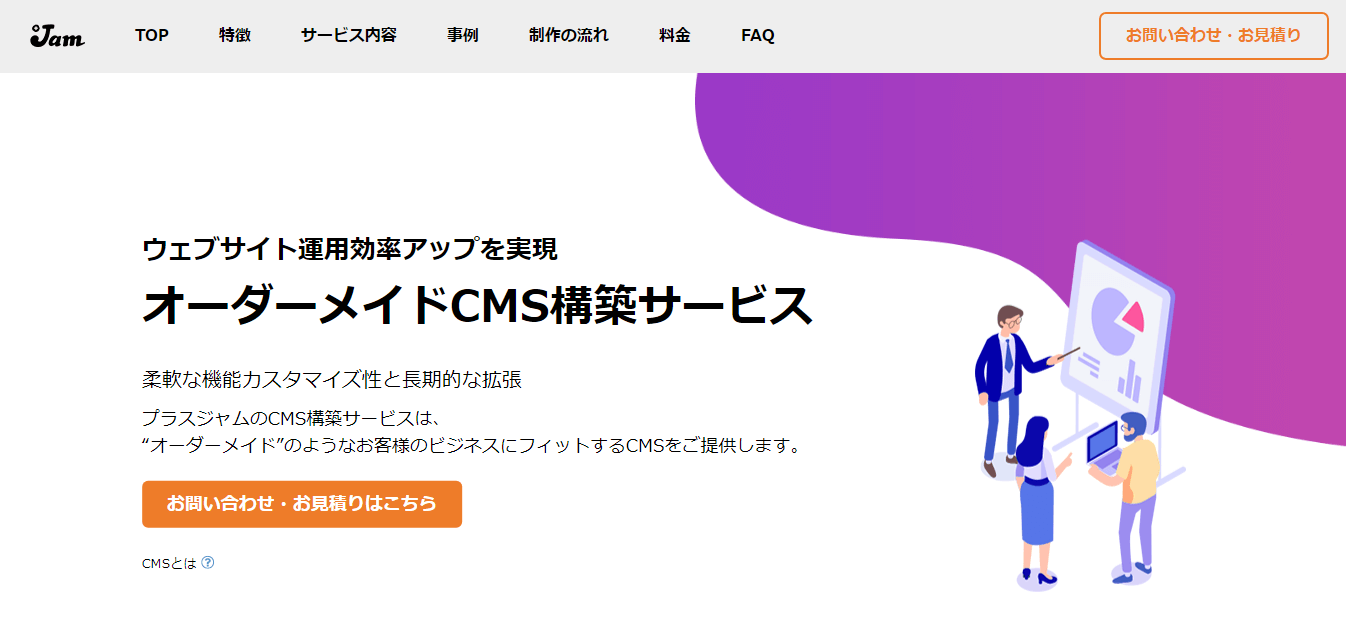 Jam
TOP
特徴
サービス内容
事例
制作の流れ
料金
FAQ
お問い合わせ・お見積り
ウェブサイト運用効率アップを実現
オーダーメイドCMS構築サービス
柔軟な機能カスタマイズ性と長期的な拡張
プラスジャムのCMS構築サービスは、
“オーダーメイド”のようなお客様のビジネスにフィットするCMSをご提供します。
お問い合わせ・お見積りはこちら
CMSとは ?